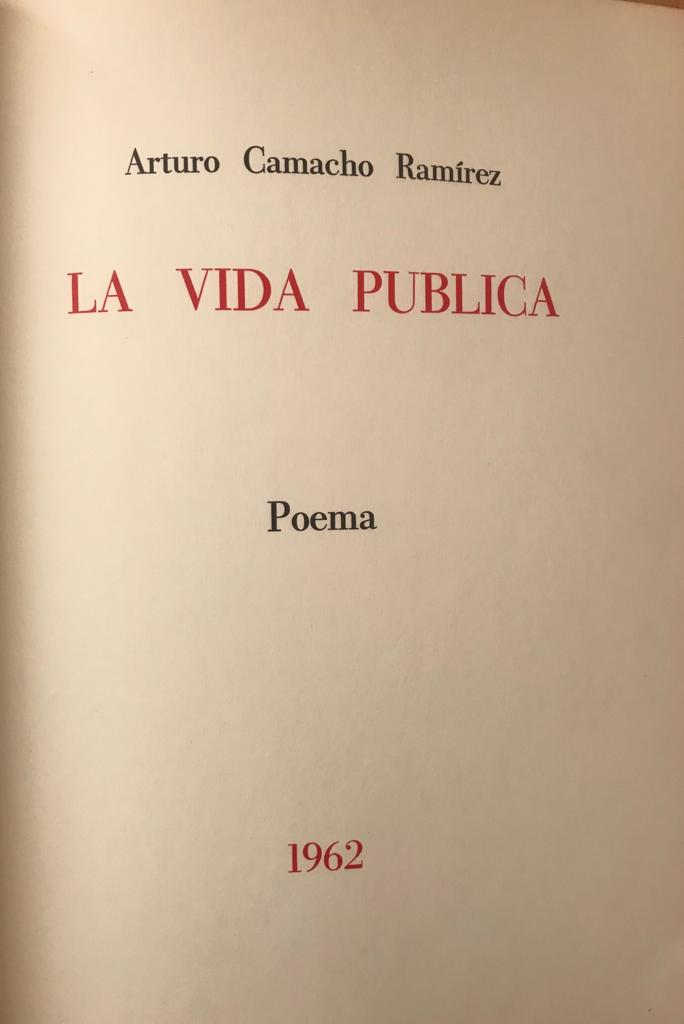 Arturo Camacho Ramírez
LA VIDA PUBLICA
Poema
1962